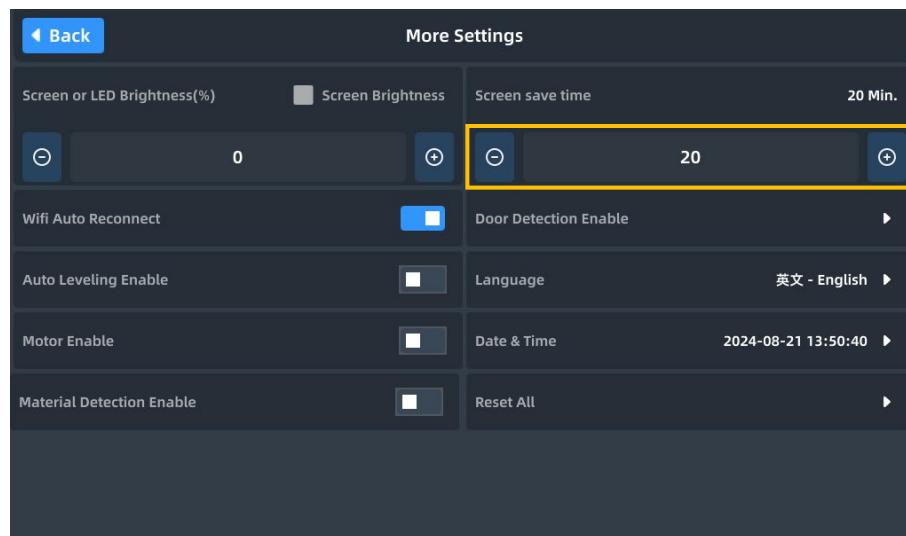 Back
More Settings
Screen or LED Brightness(%)
Screen Brightness
Screen save time
20 Min.
0
20
Wifi Auto Reconnect
Door Detection Enable
Auto Leveling Enable
Language
英文 - English
Motor Enable
Date & Time
2024-08-21 13:50:40
Material Detection Enable
Reset All